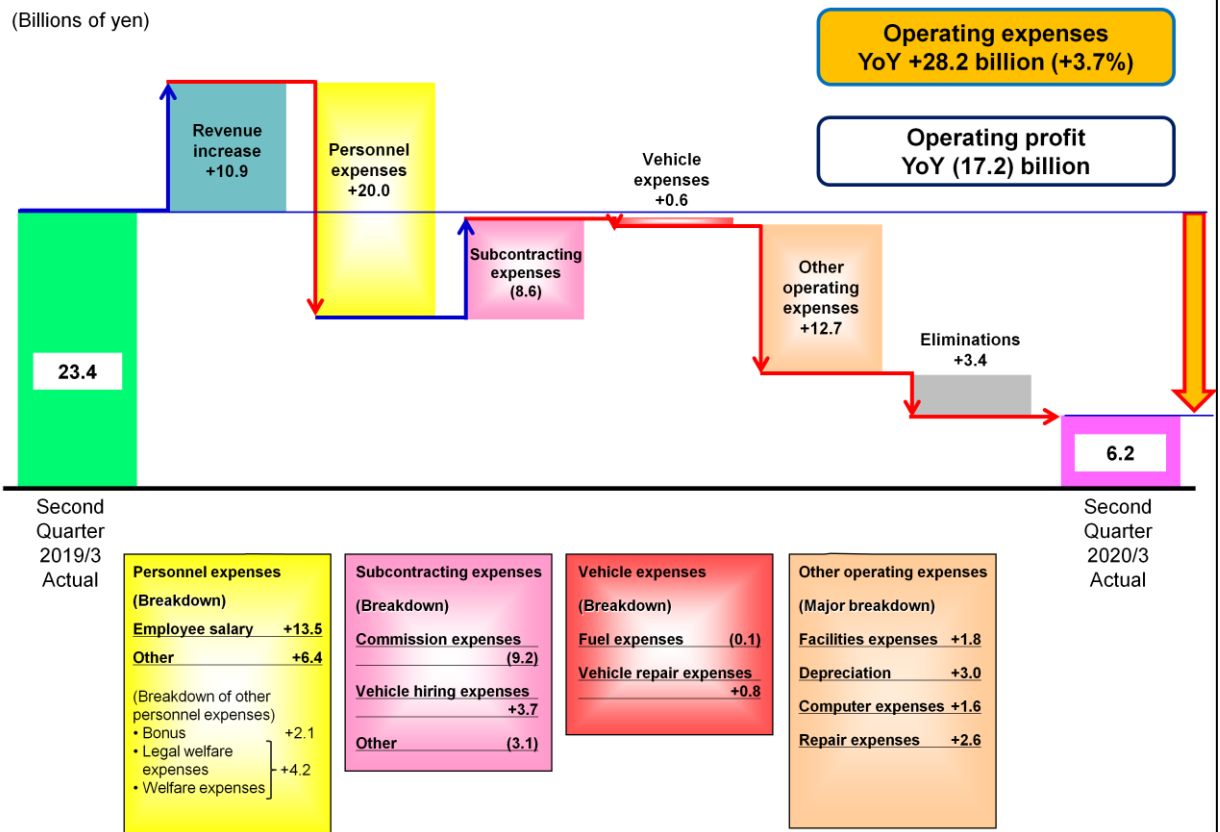 (Billions of yen)
Operating expenses
YoY +28.2 billion (+3.7%)
Operating profit
YoY (17.2) billion
Revenue
increase
+10.9
Personnel
expenses
+20.0
Vehicle
expenses
+0.6
Subcontracting
expenses
(8.6)
Other
operating
expenses
+12.7
Eliminations
+3.4
23.4
6.2
Second
Quarter
2019/3
Actual
Second
Quarter
2020/3
Actual
Personnel expenses
(Breakdown)
Employee salary +13.5
Other +6.4
(Breakdown of other
personnel expenses)
• Bonus +2.1
• Legal welfare
expenses
+4.2
• Welfare expenses
Subcontracting expenses
(Breakdown)
Commission expenses
(9.2)
Vehicle hiring expenses
+3.7
Other (3.1)
Vehicle expenses
(Breakdown)
Fuel expenses (0.1)
Vehicle repair expenses
+0.8
Other operating expenses
(Major breakdown)
Facilities expenses +1.8
Depreciation +3.0
Computer expenses +1.6
Repair expenses +2.6